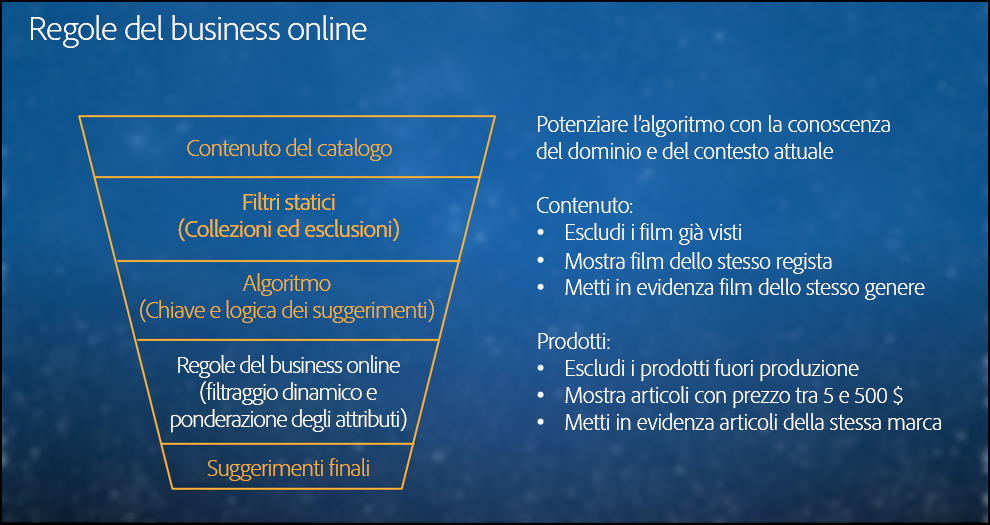 Regole del business online
Contenuto del catalogo
Filtri statici
(Collezioni ed esclusioni)
Algoritmo
(Chiave e logica dei suggerimenti)
Regole del business online
(filtraggio dinamico e
ponderazione degli attributi)
Suggerimenti finali
Potenziare l’algoritmo con la conoscenza
del dominio e del contesto attuale
Contenuto:
• Escludi i film già visti
• Mostra film dello stesso regista
• Metti in evidenza film dello stesso genere
Prodotti:
• Escludi i prodotti fuori produzione
• Mostra articoli con prezzo tra 5 e 500 $
• Metti in evidenza articoli della stessa marca